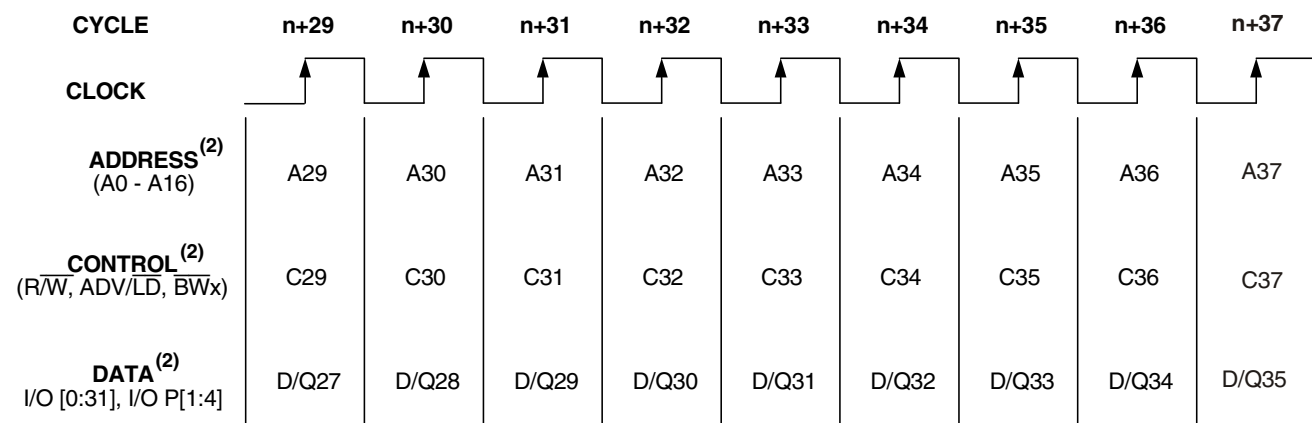 CYCLE n+29 n+30 n+31 n+32 n+33 n+34 n+35 n+36 n+37
CLOCK
ADDRESS(2)
(A0 - A16) A29 A30 A31 A32 A33 A34 A35 A36 A37
CONTROL(2)
(R/W̅, ADV/L̅D̅, B̅W̅x) C29 C30 C31 C32 C33 C34 C35 C36 C37
DATA(2)
I/O [0:31], I/O P[1:4] D/Q27 D/Q28 D/Q29 D/Q30 D/Q31 D/Q32 D/Q33 D/Q34 D/Q35